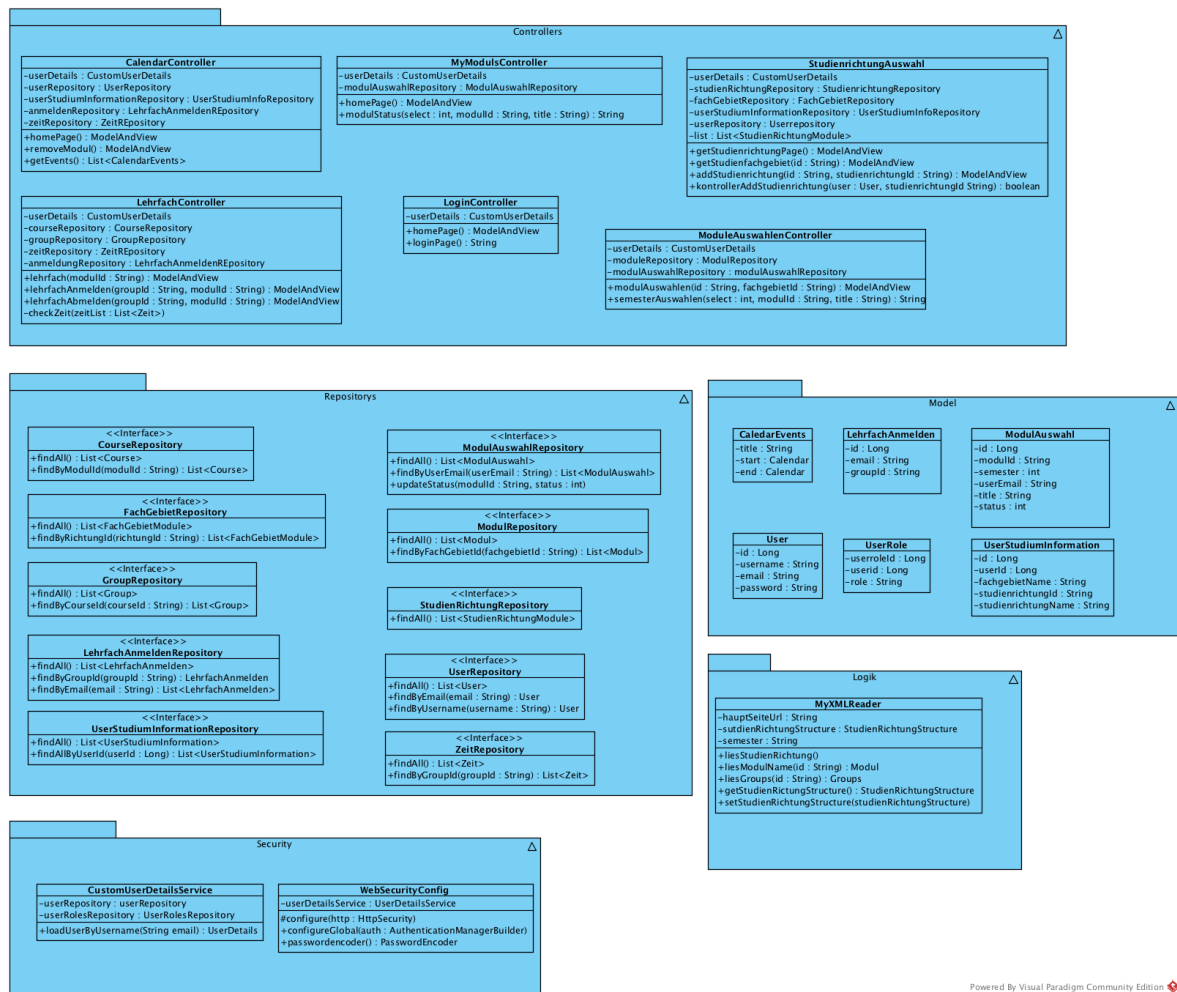 Controllers
CalendarController
-userDetails : CustomUserDetails
-userRepository : UserRepository
-userStudiumInformationRepository : UserStudiumInfoRepository
-anmeldenRepository : LehrfachAnmeldenREpository
-zeitRepository : ZeitREpository
+homePage() : ModelAndView
+removeModul() : ModelAndView
+getEvents() : List<CalendarEvents>
MyModulsController
-userDetails : CustomUserDetails
-modulAuswahlRepository : ModulAuswahlRepository
+homePage() : ModelAndView
+modulStatus(select : int, modulId : String, title : String) : String
StudienrichtungAuswahl
-userDetails : CustomUserDetails
-studienRichtungRepository : StudienrichtungRepository
-fachGebietRepository : FachGebietRepository
-userStudiumInformationRepository : UserStudiumInfoRepository
-userRepository : Userrepository
-list : List<StudienRichtungModule>
+getStudienrichtungPage() : ModelAndView
+getStudienfachgebiet(id : String) : ModelAndView
+addStudienrichtung(id : String, studienrichtungId : String) : ModelAndView
+kontrollerAddStudienrichtung(user : User, studienrichtungId String) : boolean
LehrfachController
-userDetails : CustomUserDetails
-courseRepository : CourseRepository
-groupRepository : GroupRepository
-zeitRepository : ZeitREpository
-anmeldungRepository : LehrfachAnmeldenREpository
+lehrfach(modulId : String) : ModelAndView
+lehrfachAnmelden(groupId : String, modulId : String) : ModelAndView
+lehrfachAbmelden(groupId : String, modulId : String) : ModelAndView
-checkZeit(zeitList : List<Zeit>)
LoginController
-userDetails : CustomUserDetails
+homePage() : ModelAndView
+loginPage() : String
ModuleAuswahlenController
-userDetails : CustomUserDetails
-moduleRepository : ModulRepository
-modulAuswahlRepository : modulAuswahlRepository
+modulAuswahlen(id : String, fachgebietId : String) : ModelAndView
+semesterAuswahlen(select : int, modulId : String, title : String) : String
Repositorys
<<Interface>>
CourseRepository
+findAll() : List<Course>
+findByModulId(modulId : String) : List<Course>
<<Interface>>
FachGebietRepository
+findAll() : List<FachGebietModule>
+findByRichtungId(richtungId : String) : List<FachGebietModule>
<<Interface>>
GroupRepository
+findAll() : List<Group>
+findByCourseId(courseId : String) : List<Group>
<<Interface>>
LehrfachAnmeldenRepository
+findAll() : List<LehrfachAnmelden>
+findByGroupId(groupId : String) : LehrfachAnmelden
+findByEmail(email : String) : List<LehrfachAnmelden>
<<Interface>>
UserStudiumInformationRepository
+findAll() : List<UserStudiumInformation>
+findAllByUserId(userId : Long) : List<UserStudiumInformation>
<<Interface>>
ModulAuswahlRepository
+findAll() : List<ModulAuswahl>
+findByUserEmail(userEmail : String) : List<ModulAuswahl>
+updateStatus(modulId : String, status : int)
<<Interface>>
ModulRepository
+findAll() : List<Modul>
+findByFachGebietId(fachgebietId : String) : List<Modul>
<<Interface>>
StudienRichtungRepository
+findAll() : List<StudienRichtungModule>
<<Interface>>
UserRepository
+findAll() : List<User>
+findByEmail(email : String) : User
+findByUsername(username : String) : User
<<Interface>>
ZeitRepository
+findAll() : List<Zeit>
+findByGroupId(groupId : String) : List<Zeit>
Model
CaledarEvents
-title : String
-start : Calendar
-end : Calendar
LehrfachAnmelden
-id : Long
-email : String
-groupId : String
ModulAuswahl
-id : Long
-modulId : String
-semester : int
-userEmail : String
-title : String
-status : int
User
-id : Long
-username : String
-email : String
-password : String
UserRole
-userroleId : Long
-userid : Long
-role : String
UserStudiumInformation
-id : Long
-userId : Long
-fachgebietName : String
-studienrichtungId : String
-studienrichtungName : String
Logik
MyXMLReader
-hauptSeiteUrl : String
-sutdienRichtungStructure : StudienRichtungStructure
-semester : String
+liesStudienRichtung()
+liesModulName(id : String) : Modul
+liesGroups(id : String) : Groups
+getStudienRictungStructure() : StudienRichtungStructure
+setStudienRichtungStructure(studienRichtungStructure)
Security
CustomUserDetailsService
-userRepository : userRepository
-userRolesRepository : UserRolesRepository
+loadUserByUsername(String email) : UserDetails
WebSecurityConfig
-userDetailsService : UserDetailsService
#configure(http : HttpSecurity)
+configureGlobal(auth : AuthenticationManagerBuilder)
+passwordencoder() : PasswordEncoder
Powered By Visual Paradigm Community Edition